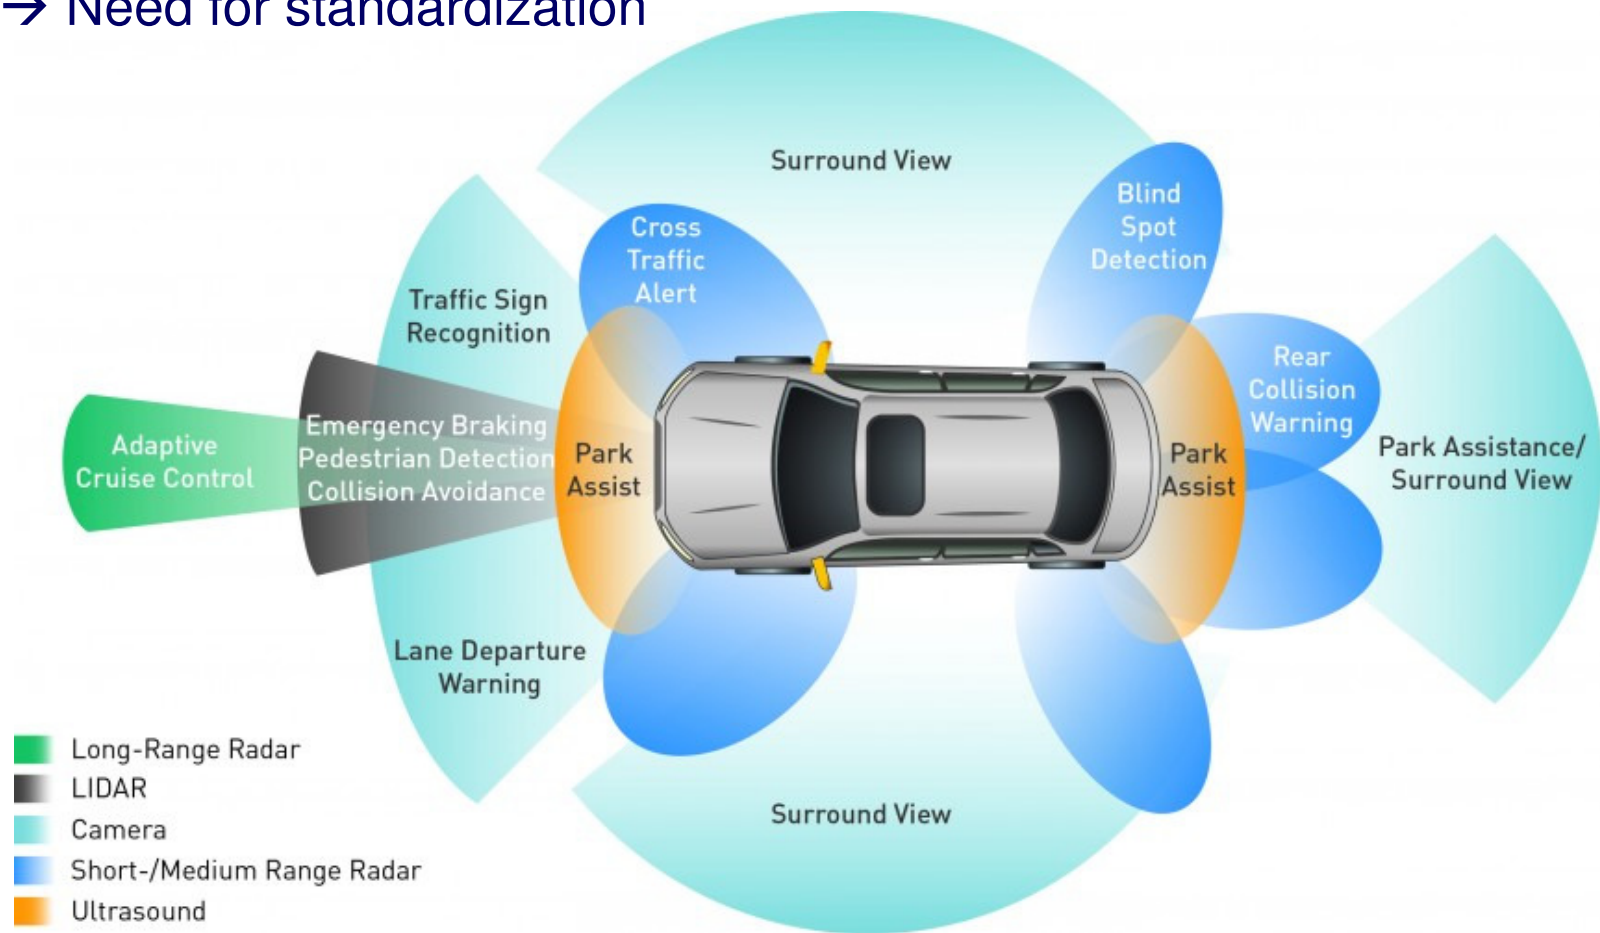 → Need for standardization
Surround View
Blind
Spot
Detection
Cross
Traffic
Alert
Traffic Sign
Recognition
Rear
Collision
Warning
Adaptive
Cruise Control
Emergency Braking
Pedestrian Detection
Collision Avoidance
Park
Assist
Park
Assist
Park Assistance/
Surround View
Lane Departure
Warning
Surround View
Long-Range Radar
LIDAR
Camera
Short-/Medium Range Radar
Ultrasound